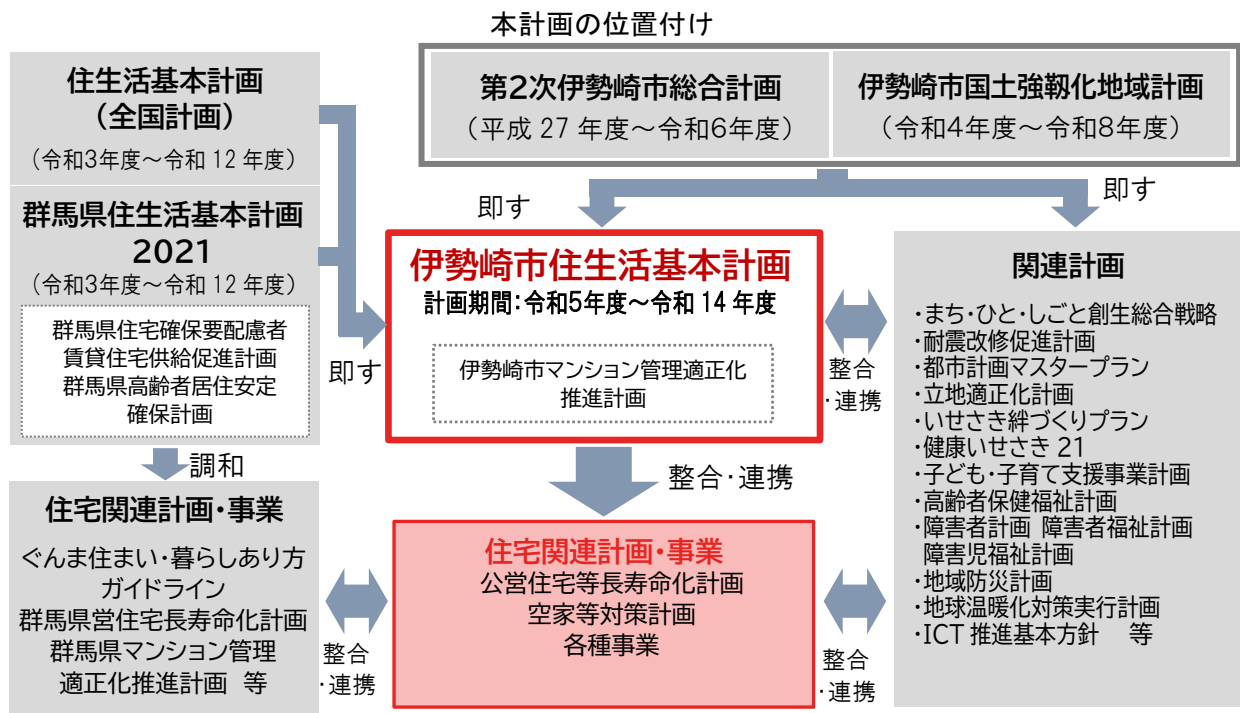 本計画の位置付け
住生活基本計画
(全国計画)
(令和3年度～令和 12 年度)
群馬県住生活基本計画
2021
(令和3年度～令和 12 年度)
群馬県住宅確保要配慮者
賃貸住宅供給促進計画
群馬県高齢者居住安定
確保計画
調和
住宅関連計画・事業
ぐんま住まい・暮らしあり方
ガイドライン
群馬県営住宅長寿命化計画
群馬県マンション管理
適正化推進計画 等
第2次伊勢崎市総合計画
(平成 27 年度～令和6年度)
伊勢崎市国土強靱化地域計画
(令和4年度～令和8年度)
即す
即す
即す
伊勢崎市住生活基本計画
計画期間:令和5年度～令和 14 年度
伊勢崎市マンション管理適正化
推進計画
整合
・連携
整合・連携
住宅関連計画・事業
公営住宅等長寿命化計画
空家等対策計画
各種事業
整合
・連携
整合
・連携
関連計画
・まち・ひと・しごと創生総合戦略
・耐震改修促進計画
・都市計画マスタープラン
・立地適正化計画
・いせさき絆づくりプラン
・健康いせさき 21
・子ども・子育て支援事業計画
・高齢者保健福祉計画
・障害者計画 障害者福祉計画
障害児福祉計画
・地域防災計画
・地球温暖化対策実行計画
・ICT 推進基本方針 等